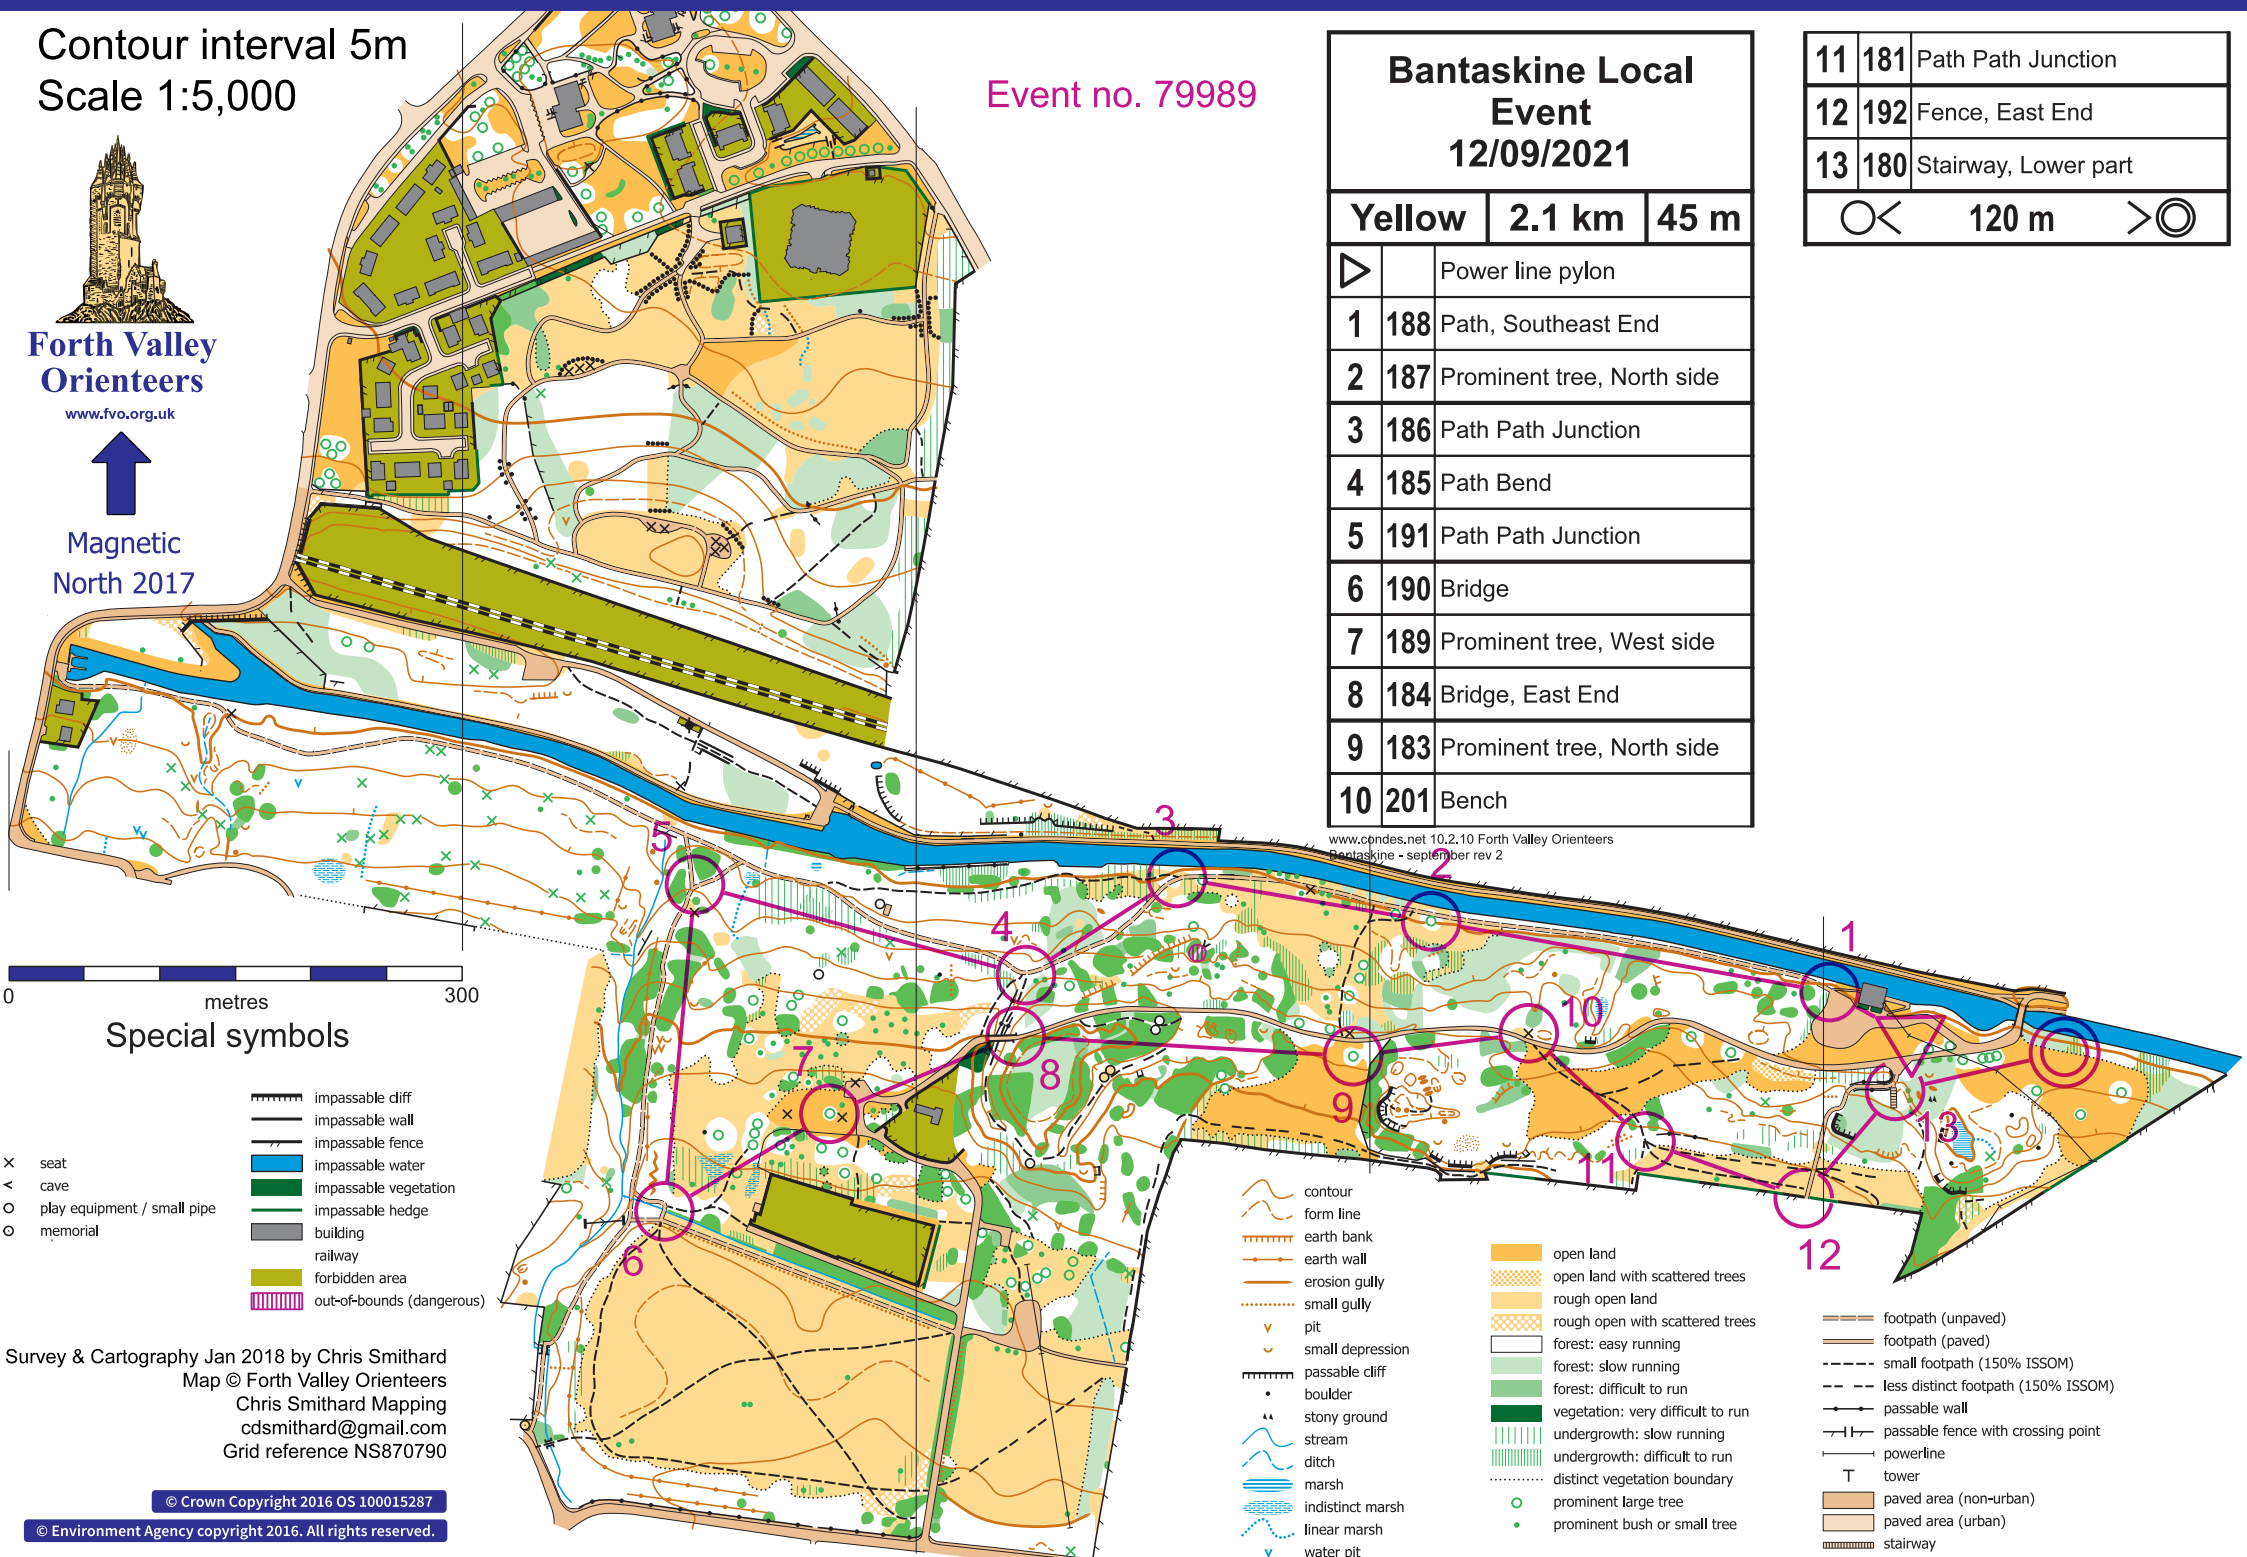 Contour interval 5m
Scale 1:5,000
Forth Valley
Orienteers
www.fvo.org.uk
Magnetic
North 2017
Event no. 79989
Bantaskine Local
Event
12/09/2021
Yellow 2.1 km 45 m
Power line pylon
1 188 Path, Southeast End
2 187 Prominent tree, North side
3 186 Path Path Junction
4 185 Path Bend
5 191 Path Path Junction
6 190 Bridge
7 189 Prominent tree, West side
8 184 Bridge, East End
9 183 Prominent tree, North side
10 201 Bench
www.condes.net 10.2.10 Forth Valley Orienteers
Bantaskine - september rev 2
11 181 Path Path Junction
12 192 Fence, East End
13 180 Stairway, Lower part
120 m
3
2
5
4
1
10
7
8
9
11
13
12
6
0 metres 300
Special symbols
seat
cave
play equipment / small pipe
memorial
impassable cliff
impassable wall
impassable fence
impassable water
impassable vegetation
impassable hedge
building
railway
forbidden area
out-of-bounds (dangerous)
Survey & Cartography Jan 2018 by Chris Smithard
Map © Forth Valley Orienteers
Chris Smithard Mapping
cdsmithard@gmail.com
Grid reference NS870790
© Crown Copyright 2016 OS 100015287
© Environment Agency copyright 2016. All rights reserved.
contour
form line
earth bank
earth wall
erosion gully
small gully
pit
small depression
passable cliff
boulder
stony ground
stream
ditch
marsh
indistinct marsh
linear marsh
water pit
open land
open land with scattered trees
rough open land
rough open with scattered trees
forest: easy running
forest: slow running
forest: difficult to run
vegetation: very difficult to run
undergrowth: slow running
undergrowth: difficult to run
distinct vegetation boundary
prominent large tree
prominent bush or small tree
footpath (unpaved)
footpath (paved)
small footpath (150% ISSOM)
less distinct footpath (150% ISSOM)
passable wall
passable fence with crossing point
powerline
tower
paved area (non-urban)
paved area (urban)
stairway